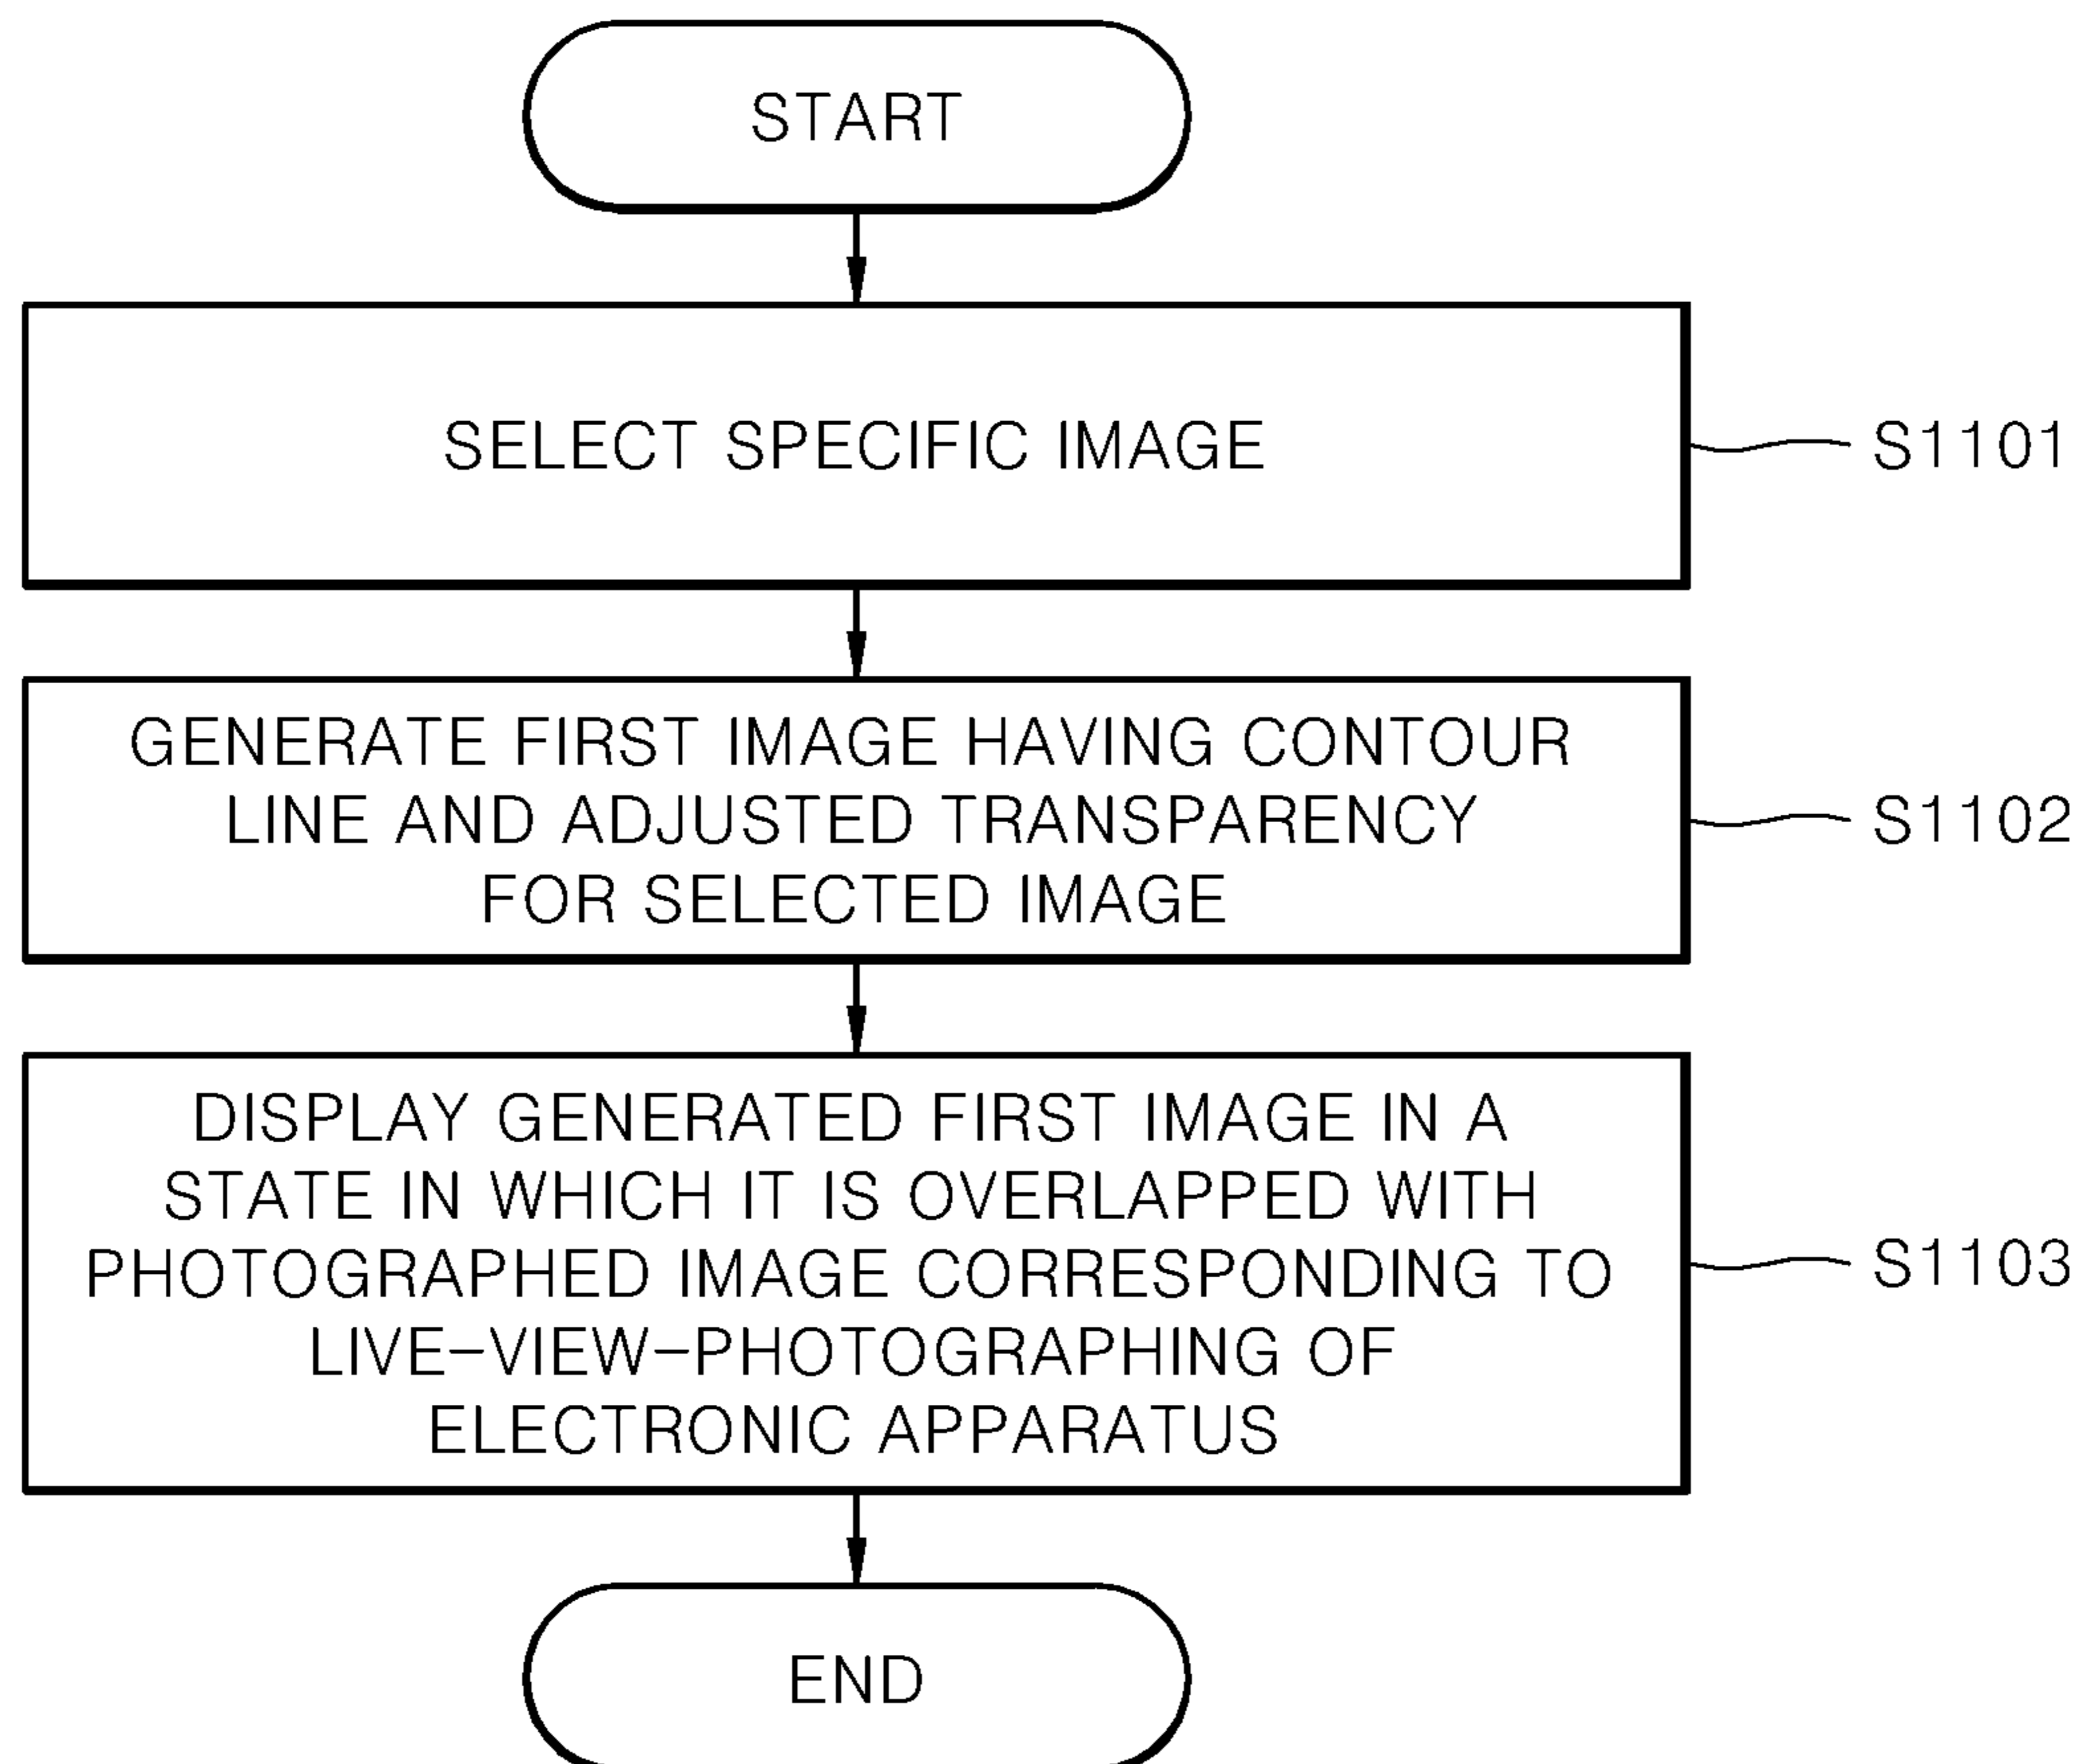 START
SELECT SPECIFIC IMAGE
S1101
GENERATE FIRST IMAGE HAVING CONTOUR
LINE AND ADJUSTED TRANSPARENCY
FOR SELECTED IMAGE
S1102
DISPLAY GENERATED FIRST IMAGE IN A
STATE IN WHICH IT IS OVERLAPPED WITH
PHOTOGRAPHED IMAGE CORRESPONDING TO
LIVE-VIEW-PHOTOGRAPHING OF
ELECTRONIC APPARATUS
S1103
END